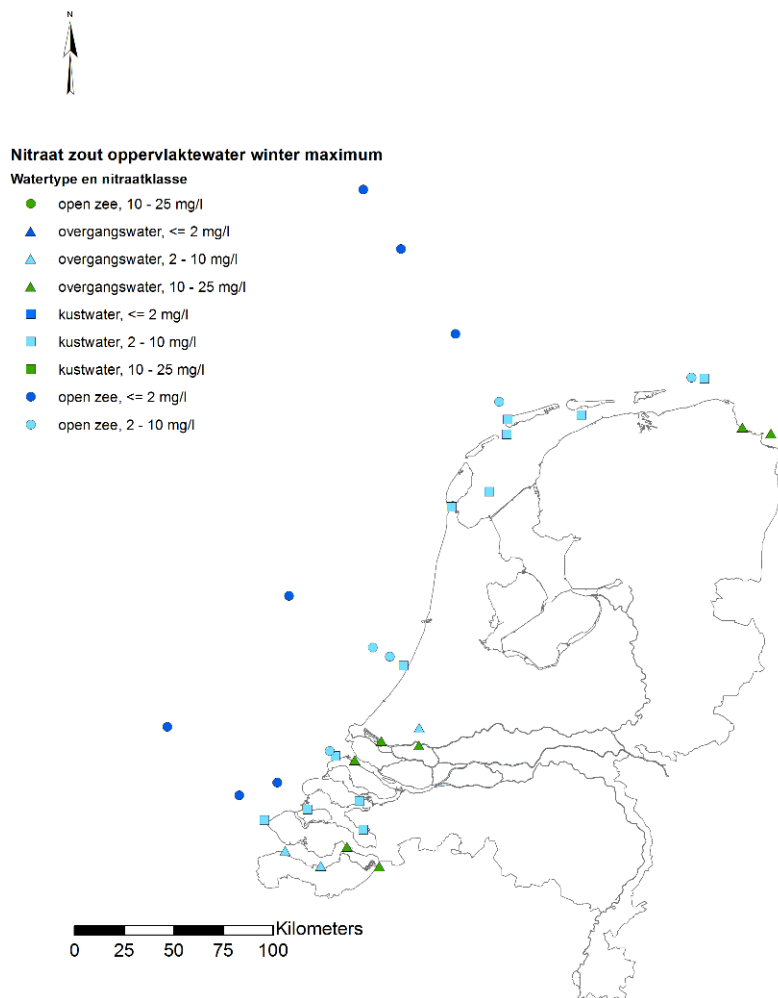 N
Nitraat zout oppervlaktewater winter maximum
Watertype en nitraatklasse
open zee, 10 - 25 mg/l
overgangswater, <= 2 mg/l
overgangswater, 2 - 10 mg/l
overgangswater, 10 - 25 mg/l
kustwater, <= 2 mg/l
kustwater, 2 - 10 mg/l
kustwater, 10 - 25 mg/l
open zee, <= 2 mg/l
open zee, 2 - 10 mg/l
Kilometers
0 25 50 75 100